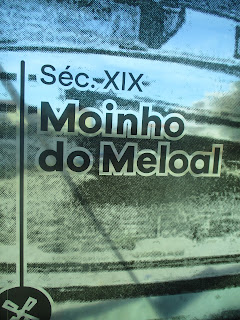 Séc. XIX
Moinho
do Meloal